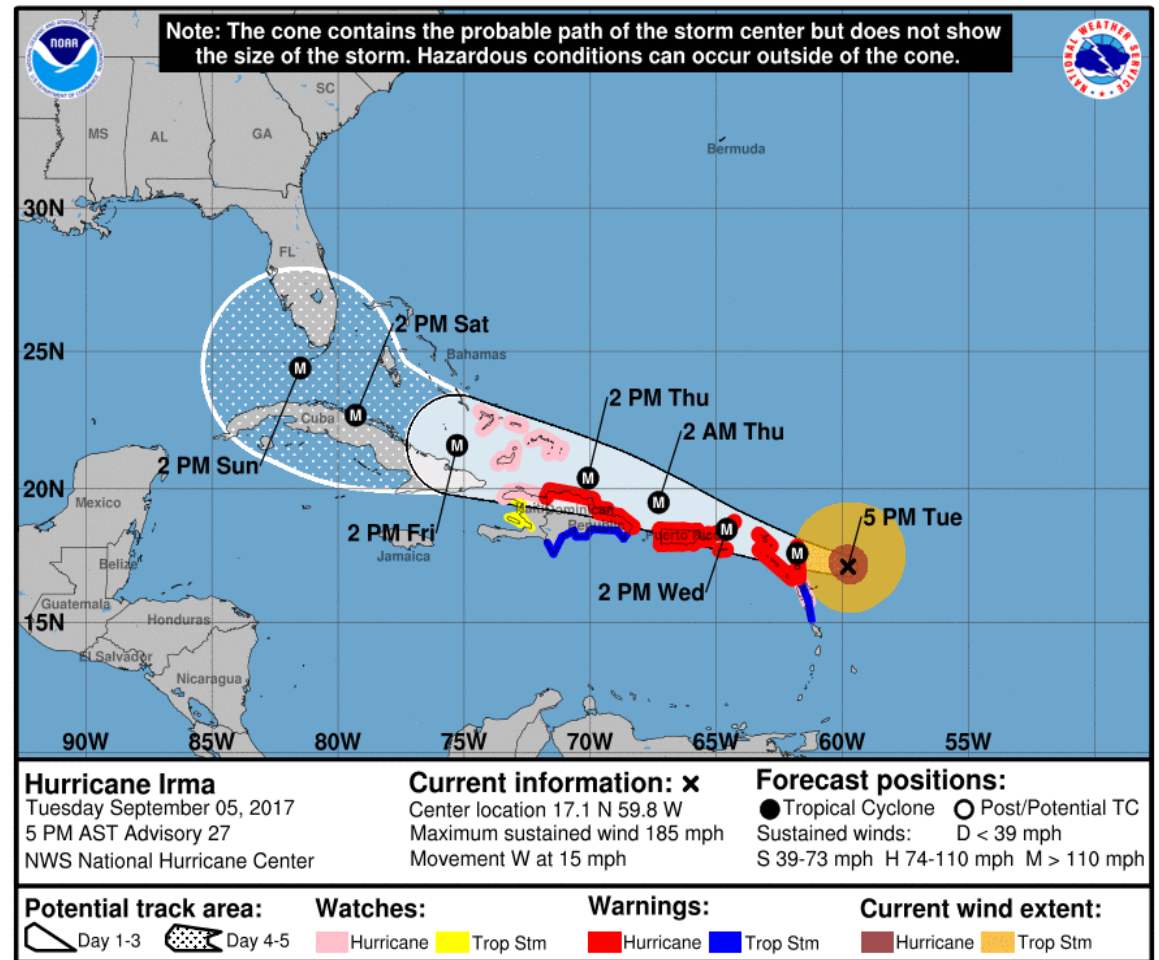 Note: The cone contains the probable path of the storm center but does not show
the size of the storm. Hazardous conditions can occur outside of the cone.
NOAA
NATIONAL WEATHER SERVICE
SC
MS
AL
GA
Bermuda
30N
FL
2 PM Sat
25N
Bahamas
M
M
2 PM Thu
Cuba
M
2 AM Thu
2 PM Sun
M
20N
M
Mexico
5 PM Tue
Haiti
Dominican
Republic
2 PM Fri
M
Puerto Rico
M
Jamaica
Belize
2 PM Wed
Guatemala
15N
Honduras
El Salvador
Nicaragua
90W 85W 80W 75W 70W 65W 60W 55W
Hurricane Irma
Tuesday September 05, 2017
5 PM AST Advisory 27
NWS National Hurricane Center
Current information: x
Center location 17.1 N 59.8 W
Maximum sustained wind 185 mph
Movement W at 15 mph
Forecast positions:
Tropical Cyclone Post/Potential TC
Sustained winds: D < 39 mph
S 39-73 mph H 74-110 mph M > 110 mph
Potential track area:
Day 1-3 Day 4-5
Watches:
Hurricane Trop Stm
Warnings:
Hurricane Trop Stm
Current wind extent:
Hurricane Trop Stm